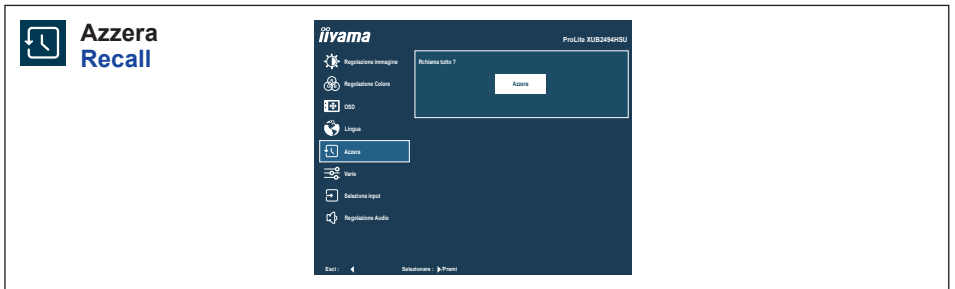 Azzera
Recall
iiyama
ProLite XUB2494HSU
Regolazione immagine
Rchiama tutto ?
Regolazione Colore
Azzera
OSD
Lingua
Azzera
Varie
Seleziona input
Regolazione Audio
Esci :
Selezionare : /Premi